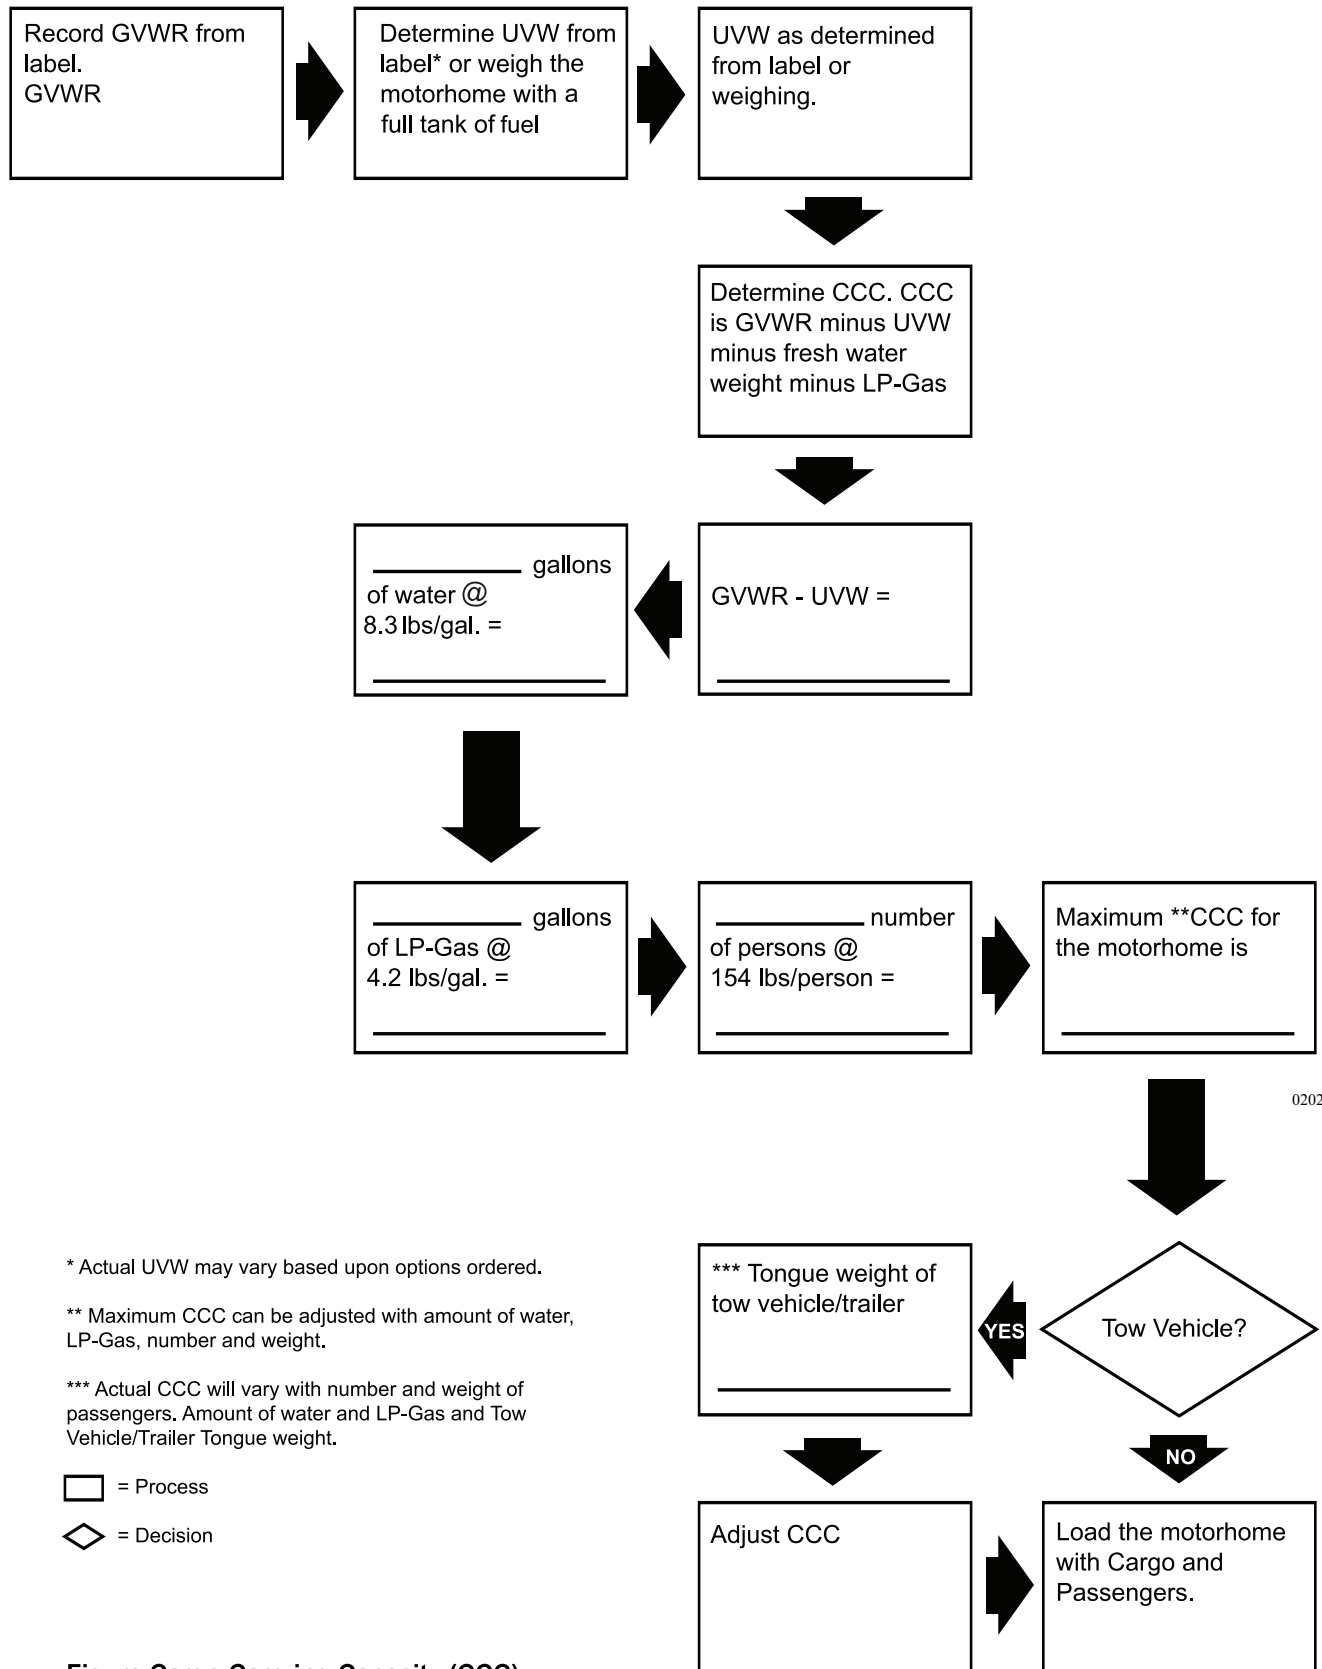 Record GVWR from
label.
GVWR
Determine UVW from
label* or weigh the
motorhome with a
full tank of fuel
UVW as determined
from label or
weighing.
Determine CCC. CCC
is GVWR minus UVW
minus fresh water
weight minus LP-Gas
GVWR - UVW =
gallons
of water @
8.3 lbs/gal. =
gallons
of LP-Gas @
4.2 lbs/gal. =
number
of persons @
154 lbs/person =
Maximum **CCC for
the motorhome is
0202
Tow Vehicle?
YES
*** Tongue weight of
tow vehicle/trailer
NO
Adjust CCC
Load the motorhome
with Cargo and
Passengers.
* Actual UVW may vary based upon options ordered.
** Maximum CCC can be adjusted with amount of water,
LP-Gas, number and weight.
*** Actual CCC will vary with number and weight of
passengers. Amount of water and LP-Gas and Tow
Vehicle/Trailer Tongue weight.
= Process
= Decision
Figure Cargo Carrying Capacity (CCC)